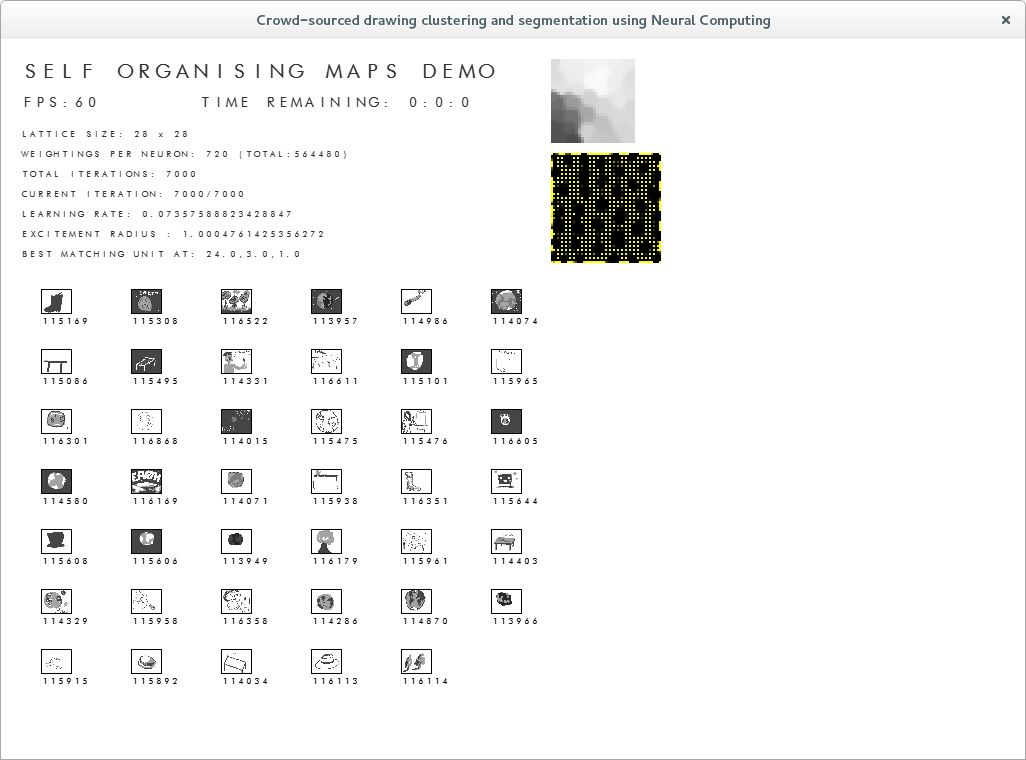 Crowd-sourced drawing clustering and segmentation using Neural Computing
SELF ORGANISING MAPS DEMO
FPS:60 TIME REMAINING: 0:0:0
LATTICE SIZE: 28 x 28
WEIGHTINGS PER NEURON: 720 (TOTAL:564480)
TOTAL ITERATIONS: 7000
CURRENT ITERATION: 7000/7000
LEARNING RATE: 0.07357588823428847
EXCITEMENT RADIUS : 1.0004761425356272
BEST MATCHING UNIT AT: 24.0,3.0,1.0
115169 115308 116522 113957 114986 114074
115086 115495 114331 116611 115101 115965
116301 116868 114015 115475 115476 116605
114580 116169 114071 115938 116351 115644
115608 115606 113949 116179 115961 114403
114329 115958 116358 114286 114870 113966
115915 115892 114034 116113 116114